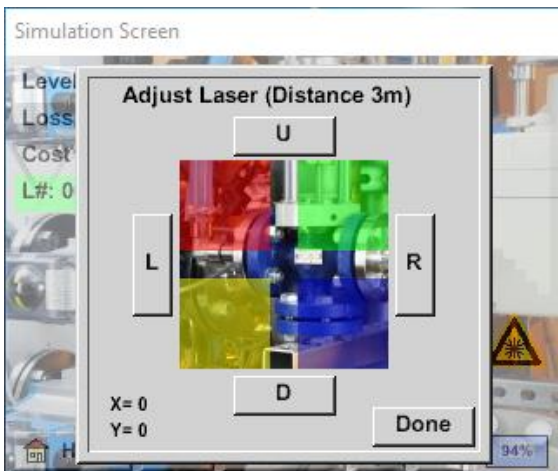 Simulation Screen
Level
Loss
Cost
L#: 0
Adjust Laser (Distance 3m)
U
L
R
D
X= 0
Y= 0
Done
H
94%